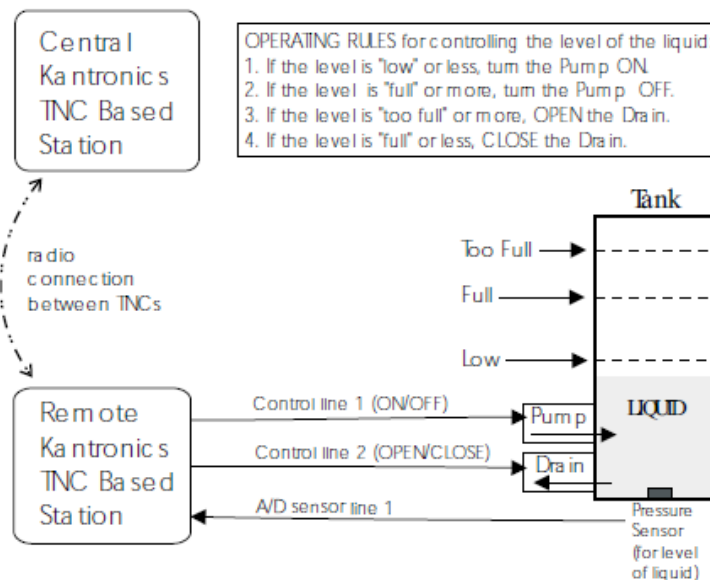 Central
Kantronics
TNC Based
Station
OPERATING RULES for controlling the level of the liquid
1. If the level is "low" or less, turn the Pump ON.
2. If the level is "full" or more, turn the Pump OFF.
3. If the level is "too full" or more, OPEN the Drain.
4. If the level is "full" or less, CLOSE the Drain.
radio
connection
between TNCs
Tank
Too Full
Full
Low
LIQUID
Remote
Kantronics
TNC Based
Station
Control line 1 (ON/OFF)
Pump
Control line 2 (OPEN/CLOSE)
Drain
A/D sensor line 1
Pressure
Sensor
(for level
of liquid)